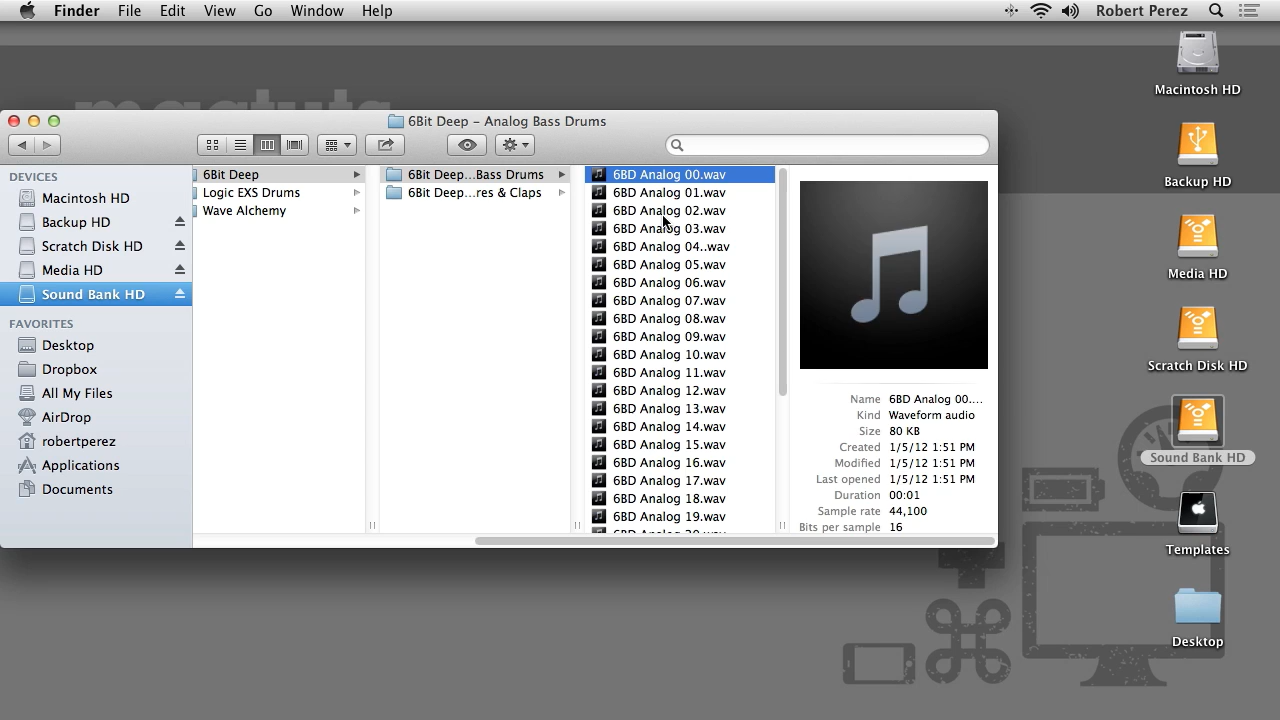 Finder File Edit View Go Window Help Robert Perez
Macintosh HD
Backup HD
Media HD
Scratch Disk HD
Sound Bank HD
Templates
Desktop
6Bit Deep – Analog Bass Drums
DEVICES
Macintosh HD
Backup HD
Scratch Disk HD
Media HD
Sound Bank HD
FAVORITES
Desktop
Dropbox
All My Files
AirDrop
robertperez
Applications
Documents
6Bit Deep
Logic EXS Drums
Wave Alchemy
6Bit Deep...Bass Drums
6Bit Deep...res & Claps
6BD Analog 00.wav
6BD Analog 01.wav
6BD Analog 02.wav
6BD Analog 03.wav
6BD Analog 04..wav
6BD Analog 05.wav
6BD Analog 06.wav
6BD Analog 07.wav
6BD Analog 08.wav
6BD Analog 09.wav
6BD Analog 10.wav
6BD Analog 11.wav
6BD Analog 12.wav
6BD Analog 13.wav
6BD Analog 14.wav
6BD Analog 15.wav
6BD Analog 16.wav
6BD Analog 17.wav
6BD Analog 18.wav
6BD Analog 19.wav
Name 6BD Analog 00....
Kind Waveform audio
Size 80 KB
Created 1/5/12 1:51 PM
Modified 1/5/12 1:51 PM
Last opened 1/5/12 1:51 PM
Duration 00:01
Sample rate 44,100
Bits per sample 16